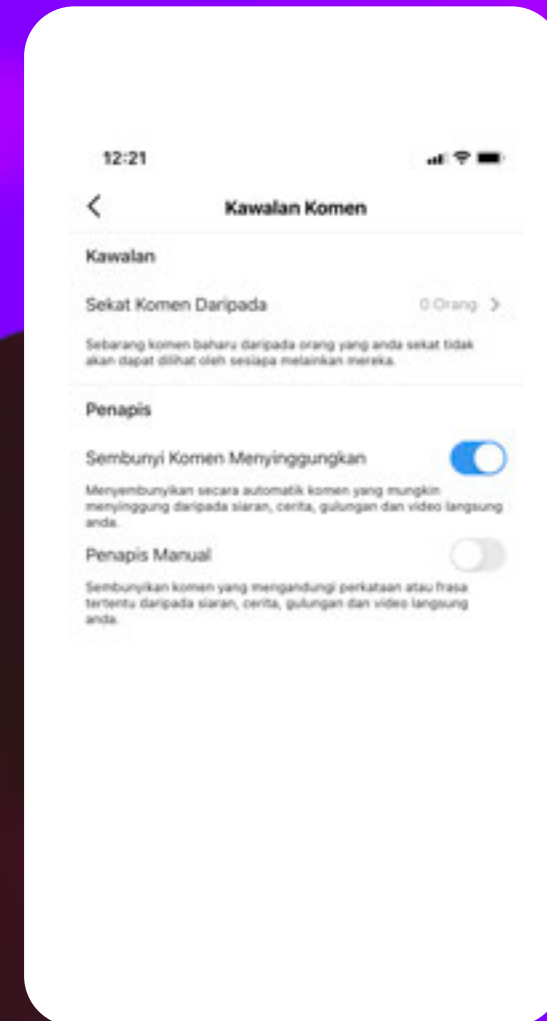 12:21
Kawalan Komen
Kawalan
Sekat Komen Daripada 0 Orang
Sebarang komen baharu daripada orang yang anda sekat tidak
akan dapat dilihat oleh sesiapa melainkan mereka.
Penapis
Sembunyi Komen Menyinggungkan
Menyembunyikan secara automatik komen yang mungkin
menyinggung daripada siaran, cerita, gulungan dan video langsung
anda.
Penapis Manual
Sembunyikan komen yang mengandungi perkataan atau frasa
tertentu daripada siaran, cerita, gulungan dan video langsung
anda.